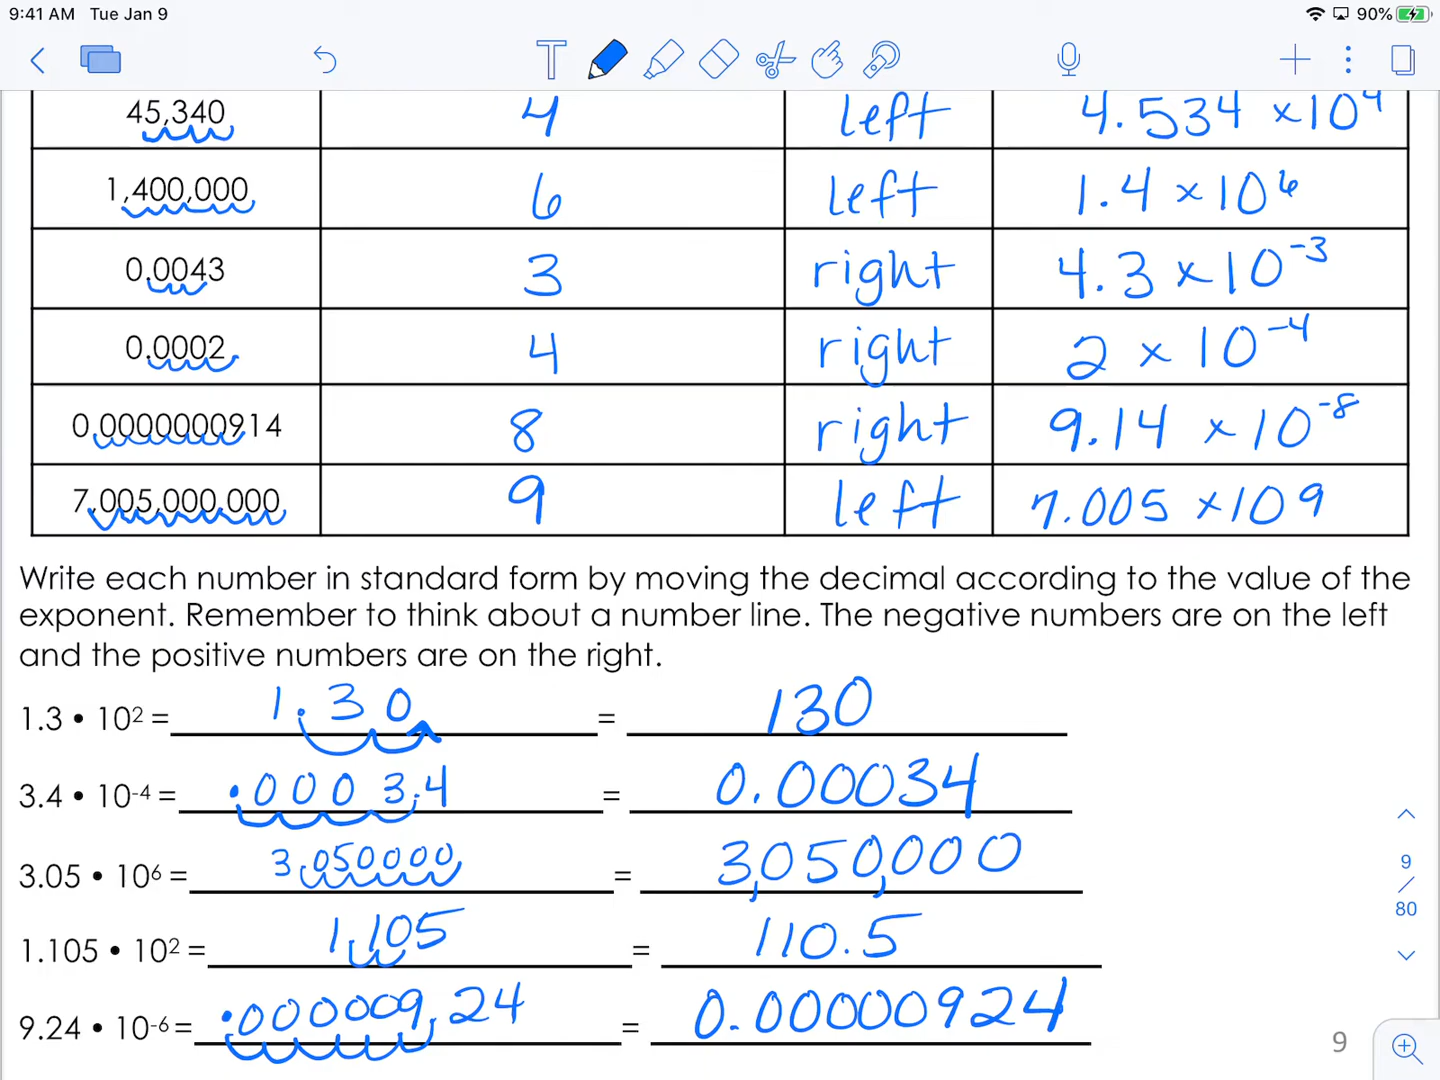 9:41 AM Tue Jan 9 90%
T
45,340 4 left 4.534 ×10⁴
1,400,000 6 left 1.4 ×10⁶
0.0043 3 right 4.3 ×10⁻³
0.0002 4 right 2 × 10⁻⁴
0.0000000914 8 right 9.14 ×10⁻⁸
7,005,000,000 9 left 7.005 ×10 9
Write each number in standard form by moving the decimal according to the value of the
exponent. Remember to think about a number line. The negative numbers are on the left
and the positive numbers are on the right.
1.3 • 10² = 1.30 = 130
3.4 • 10⁻⁴ = .0003.4 = 0.00034
3.05 • 10⁶ = 3.050000 = 3,050,000
1.105 • 10² = 1.105 = 110.5
9.24 • 10⁻⁶ = .000009.24 = 0.00000924
9
/
80
9